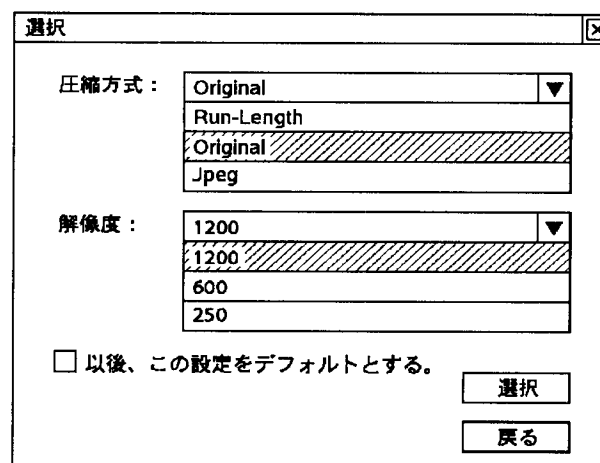 選択
圧縮方式：
Original
Run-Length
Original
Jpeg
解像度：
1200
1200
600
250
以後、この設定をデフォルトとする。
選択
戻る